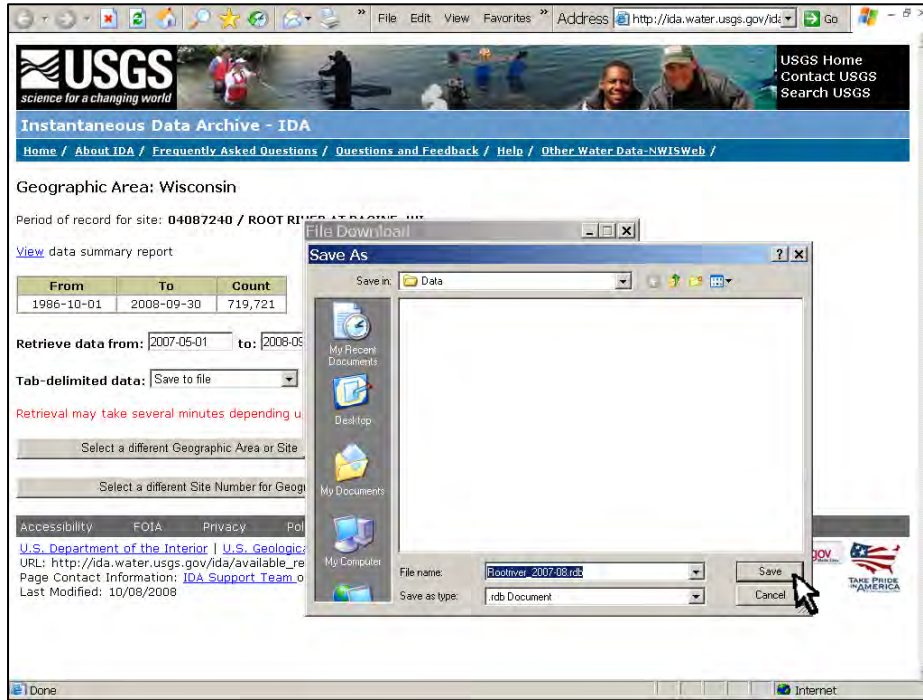 » File Edit View Favorites » Address http://ida.water.usgs.gov/ida Go
USGS
science for a changing world
USGS Home
Contact USGS
Search USGS
Instantaneous Data Archive - IDA
Home / About IDA / Frequently Asked Questions / Questions and Feedback / Help / Other Water Data-NWISWeb /
Geographic Area: Wisconsin
Period of record for site: 04087240 / ROOT RIVER AT RACINE, WI
View data summary report
From To Count
1986-10-01 2008-09-30 719,721
Retrieve data from: 2007-05-01 to: 2008-09
Tab-delimited data: Save to file
Retrieval may take several minutes depending u
Select a different Geographic Area or Site
Select a different Site Number for Geogr
File Download
Save As
Save in: Data
My Recent
Documents
Desktop
My Documents
My Computer
File name: Rootriver_2007-08.rdb Save
Save as type: .rdb Document Cancel
Accessibility FOIA Privacy Pol
U.S. Department of the Interior | U.S. Geologica
URL: http://ida.water.usgs.gov/ida/available_re
Page Contact Information: IDA Support Team o
Last Modified: 10/08/2008
gov
TAKE PRIDE
IN AMERICA
Done Internet